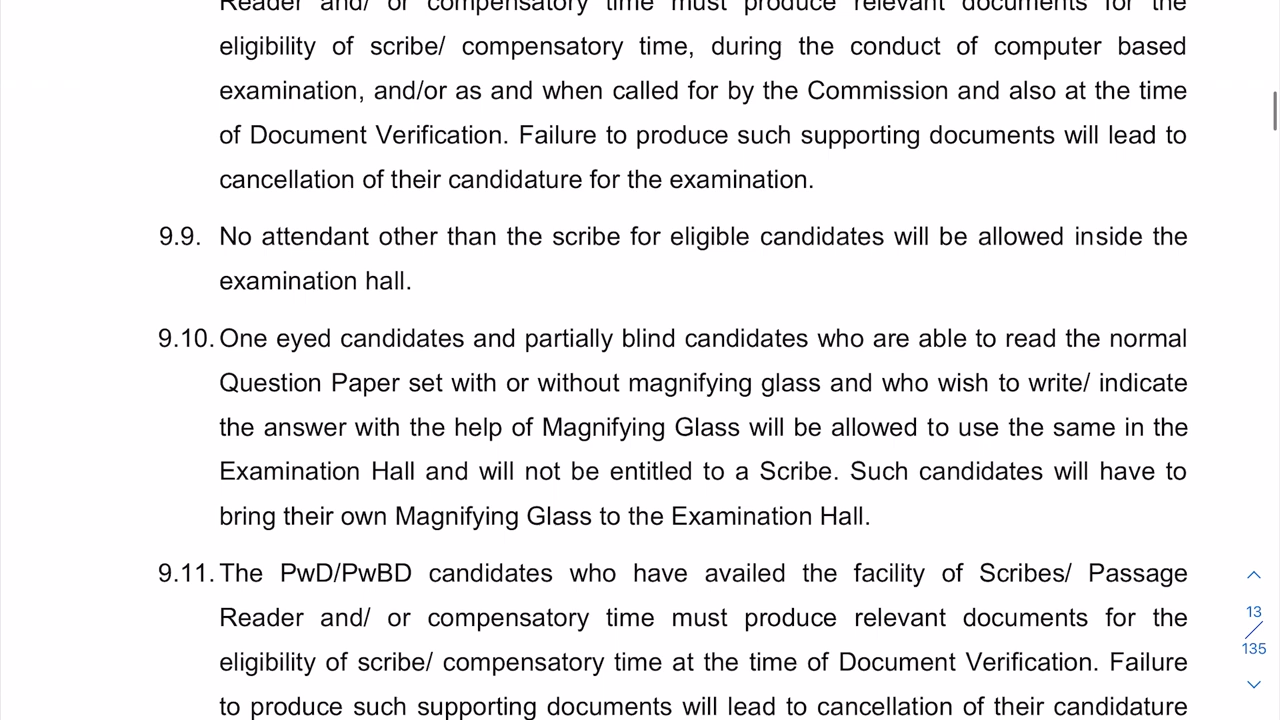 Reader and/ or compensatory time must produce relevant documents for the
eligibility of scribe/ compensatory time, during the conduct of computer based
examination, and/or as and when called for by the Commission and also at the time
of Document Verification. Failure to produce such supporting documents will lead to
cancellation of their candidature for the examination.
9.9. No attendant other than the scribe for eligible candidates will be allowed inside the
examination hall.
9.10. One eyed candidates and partially blind candidates who are able to read the normal
Question Paper set with or without magnifying glass and who wish to write/ indicate
the answer with the help of Magnifying Glass will be allowed to use the same in the
Examination Hall and will not be entitled to a Scribe. Such candidates will have to
bring their own Magnifying Glass to the Examination Hall.
9.11. The PwD/PwBD candidates who have availed the facility of Scribes/ Passage
Reader and/ or compensatory time must produce relevant documents for the
eligibility of scribe/ compensatory time at the time of Document Verification. Failure
to produce such supporting documents will lead to cancellation of their candidature
13
/
135